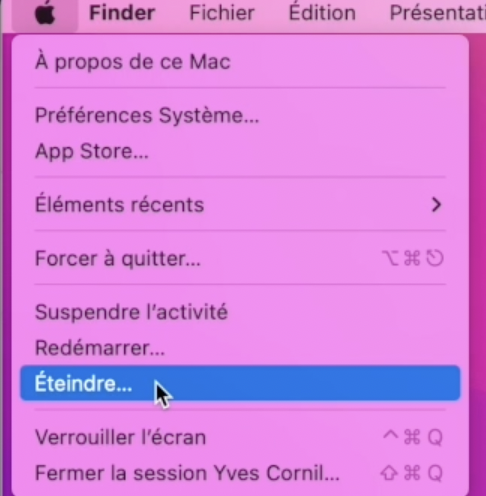 Finder Fichier Édition Présentati
À propos de ce Mac
Préférences Système...
App Store...
Éléments récents
Forcer à quitter... ⌥⌘⎋
Suspendre l'activité
Redémarrer...
Éteindre...
Verrouiller l'écran ^⌘Q
Fermer la session Yves Cornil... ⇧⌘Q